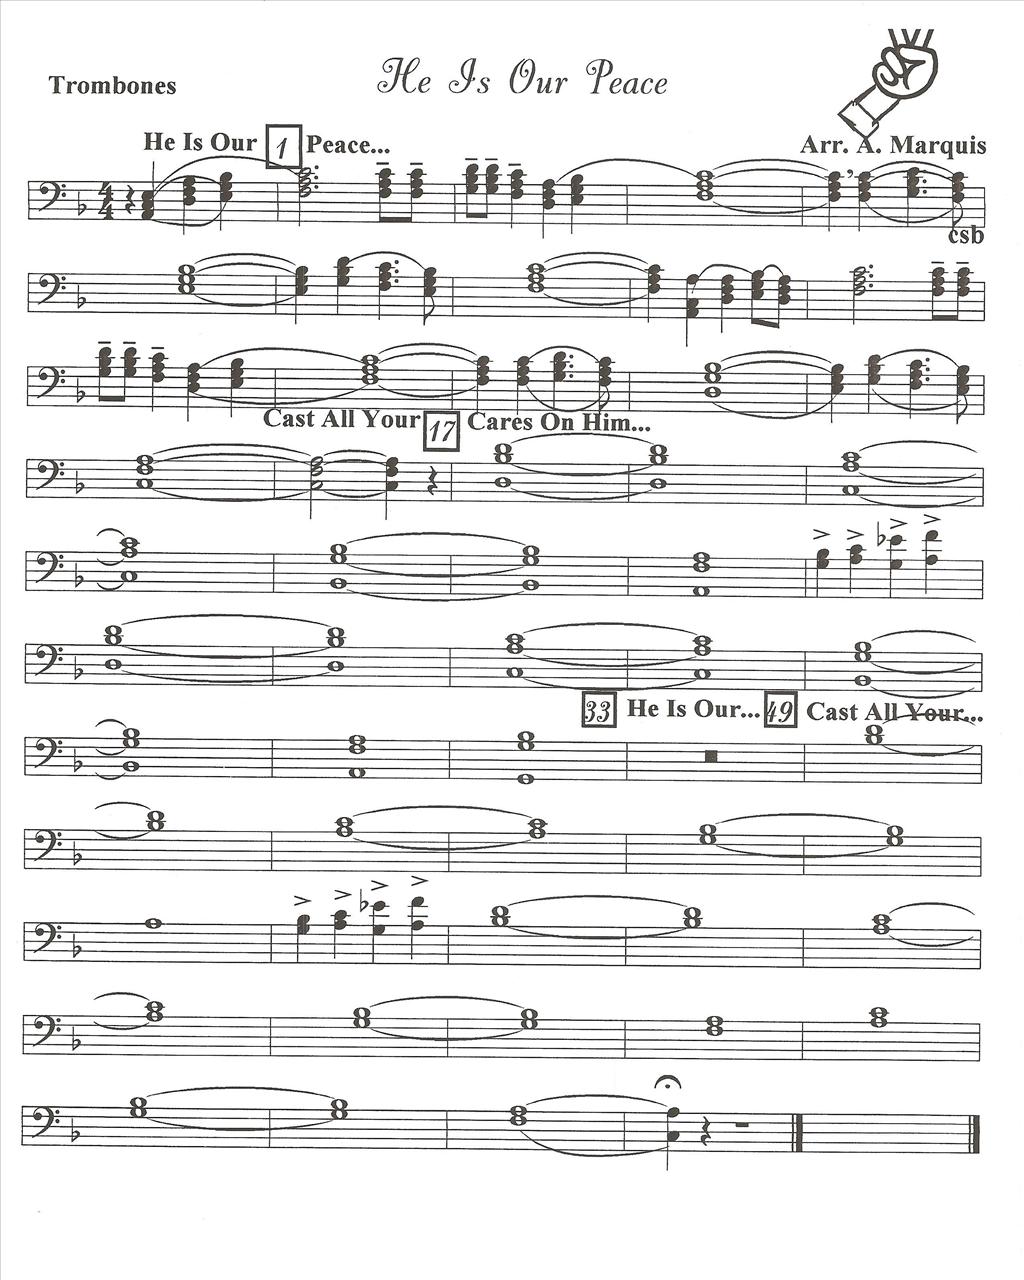 He Is Our Peace
Trombones
He Is Our 1 Peace...
Arr. A. Marquis
4
4
csb
Cast All Your 17 Cares On Him...
33 He Is Our... 49 Cast All Your...